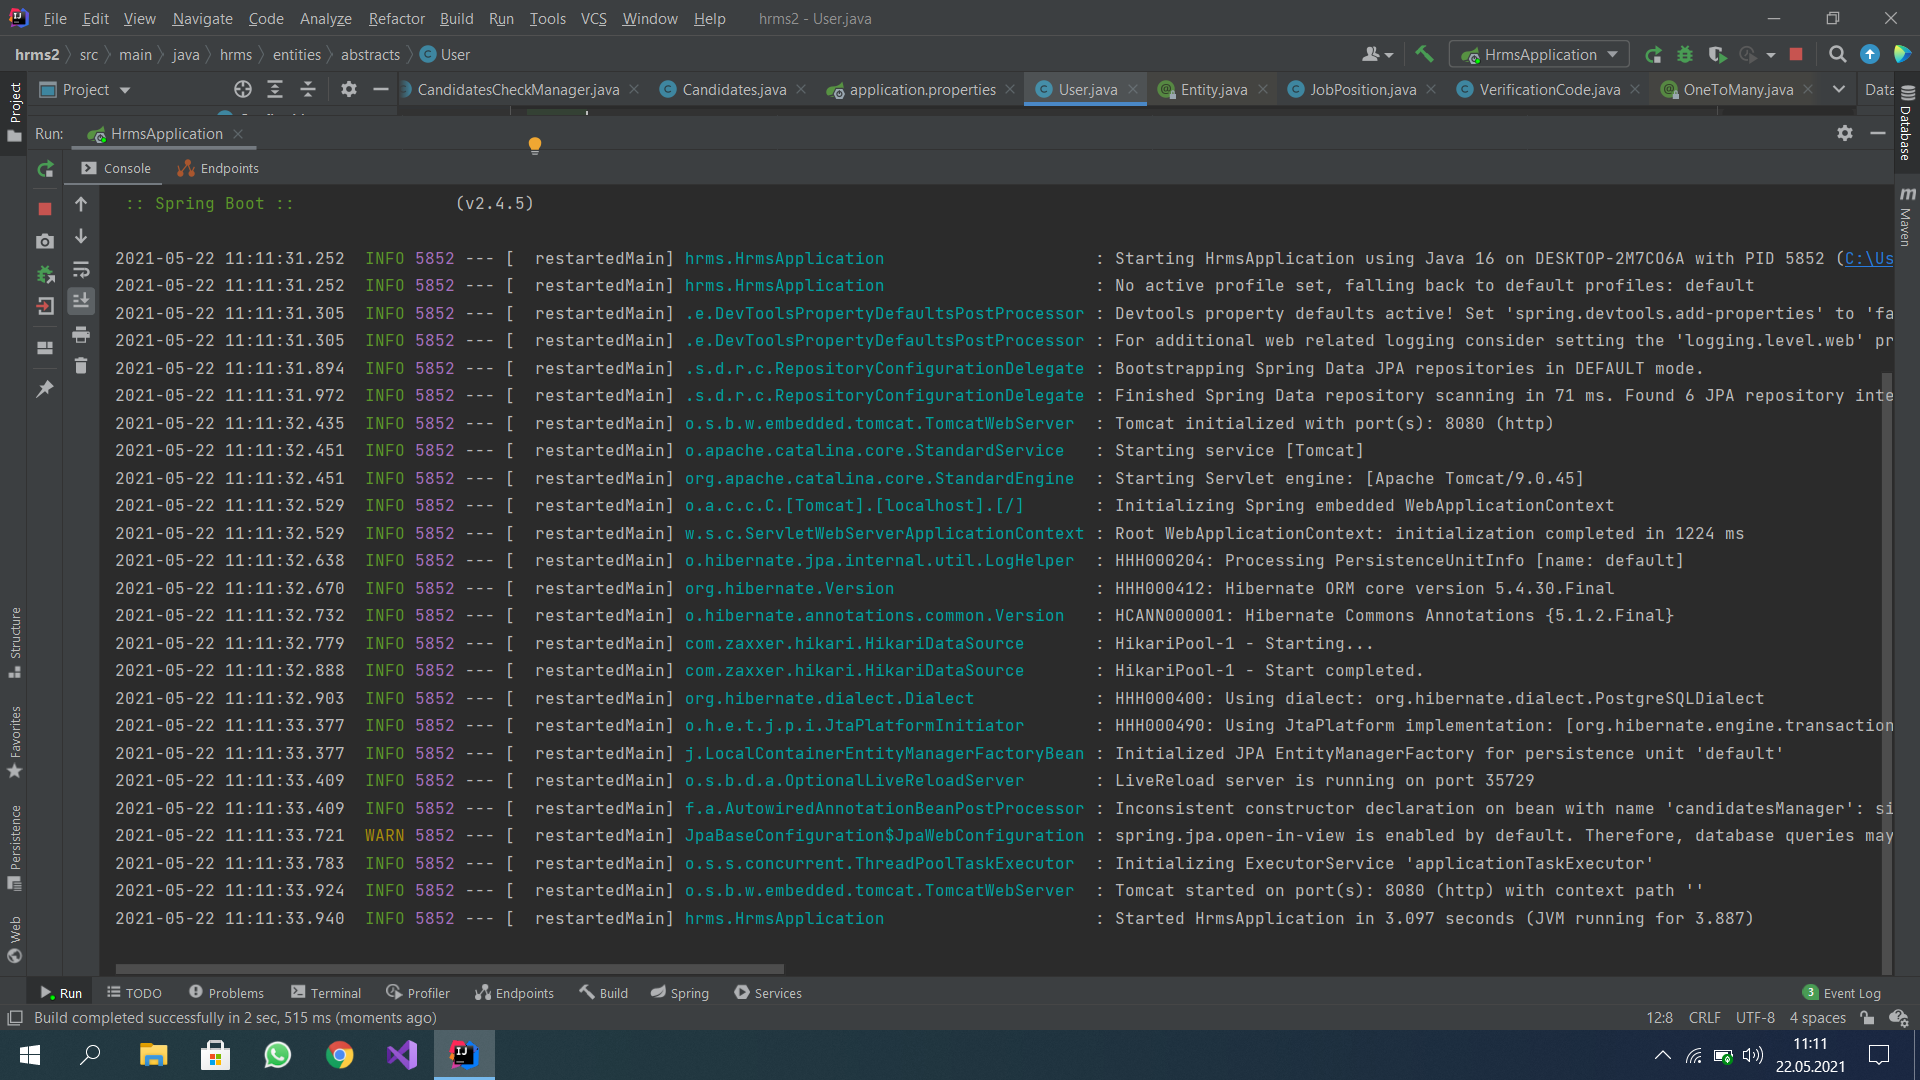 File Edit View Navigate Code Analyze Refactor Build Run Tools VCS Window Help hrms2 - User.java
hrms2 src main java hrms entities abstracts User HrmsApplication
Project CandidatesCheckManager.java Candidates.java application.properties User.java Entity.java JobPosition.java VerificationCode.java OneToMany.java Data
Run: HrmsApplication
Console Endpoints
:: Spring Boot :: (v2.4.5)
2021-05-22 11:11:31.252 INFO 5852 --- [ restartedMain] hrms.HrmsApplication : Starting HrmsApplication using Java 16 on DESKTOP-2M7CO6A with PID 5852 (C:\Us
2021-05-22 11:11:31.252 INFO 5852 --- [ restartedMain] hrms.HrmsApplication : No active profile set, falling back to default profiles: default
2021-05-22 11:11:31.305 INFO 5852 --- [ restartedMain] .e.DevToolsPropertyDefaultsPostProcessor : Devtools property defaults active! Set 'spring.devtools.add-properties' to 'fa
2021-05-22 11:11:31.305 INFO 5852 --- [ restartedMain] .e.DevToolsPropertyDefaultsPostProcessor : For additional web related logging consider setting the 'logging.level.web' pr
2021-05-22 11:11:31.894 INFO 5852 --- [ restartedMain] .s.d.r.c.RepositoryConfigurationDelegate : Bootstrapping Spring Data JPA repositories in DEFAULT mode.
2021-05-22 11:11:31.972 INFO 5852 --- [ restartedMain] .s.d.r.c.RepositoryConfigurationDelegate : Finished Spring Data repository scanning in 71 ms. Found 6 JPA repository inte
2021-05-22 11:11:32.435 INFO 5852 --- [ restartedMain] o.s.b.w.embedded.tomcat.TomcatWebServer : Tomcat initialized with port(s): 8080 (http)
2021-05-22 11:11:32.451 INFO 5852 --- [ restartedMain] o.apache.catalina.core.StandardService : Starting service [Tomcat]
2021-05-22 11:11:32.451 INFO 5852 --- [ restartedMain] org.apache.catalina.core.StandardEngine : Starting Servlet engine: [Apache Tomcat/9.0.45]
2021-05-22 11:11:32.529 INFO 5852 --- [ restartedMain] o.a.c.c.C.[Tomcat].[localhost].[/] : Initializing Spring embedded WebApplicationContext
2021-05-22 11:11:32.529 INFO 5852 --- [ restartedMain] w.s.c.ServletWebServerApplicationContext : Root WebApplicationContext: initialization completed in 1224 ms
2021-05-22 11:11:32.638 INFO 5852 --- [ restartedMain] o.hibernate.jpa.internal.util.LogHelper : HHH000204: Processing PersistenceUnitInfo [name: default]
2021-05-22 11:11:32.670 INFO 5852 --- [ restartedMain] org.hibernate.Version : HHH000412: Hibernate ORM core version 5.4.30.Final
2021-05-22 11:11:32.732 INFO 5852 --- [ restartedMain] o.hibernate.annotations.common.Version : HCANN000001: Hibernate Commons Annotations {5.1.2.Final}
2021-05-22 11:11:32.779 INFO 5852 --- [ restartedMain] com.zaxxer.hikari.HikariDataSource : HikariPool-1 - Starting...
2021-05-22 11:11:32.888 INFO 5852 --- [ restartedMain] com.zaxxer.hikari.HikariDataSource : HikariPool-1 - Start completed.
2021-05-22 11:11:32.903 INFO 5852 --- [ restartedMain] org.hibernate.dialect.Dialect : HHH000400: Using dialect: org.hibernate.dialect.PostgreSQLDialect
2021-05-22 11:11:33.377 INFO 5852 --- [ restartedMain] o.h.e.t.j.p.i.JtaPlatformInitiator : HHH000490: Using JtaPlatform implementation: [org.hibernate.engine.transaction
2021-05-22 11:11:33.377 INFO 5852 --- [ restartedMain] j.LocalContainerEntityManagerFactoryBean : Initialized JPA EntityManagerFactory for persistence unit 'default'
2021-05-22 11:11:33.409 INFO 5852 --- [ restartedMain] o.s.b.d.a.OptionalLiveReloadServer : LiveReload server is running on port 35729
2021-05-22 11:11:33.409 INFO 5852 --- [ restartedMain] f.a.AutowiredAnnotationBeanPostProcessor : Inconsistent constructor declaration on bean with name 'candidatesManager': si
2021-05-22 11:11:33.721 WARN 5852 --- [ restartedMain] JpaBaseConfiguration$JpaWebConfiguration : spring.jpa.open-in-view is enabled by default. Therefore, database queries may
2021-05-22 11:11:33.783 INFO 5852 --- [ restartedMain] o.s.s.concurrent.ThreadPoolTaskExecutor : Initializing ExecutorService 'applicationTaskExecutor'
2021-05-22 11:11:33.924 INFO 5852 --- [ restartedMain] o.s.b.w.embedded.tomcat.TomcatWebServer : Tomcat started on port(s): 8080 (http) with context path ''
2021-05-22 11:11:33.940 INFO 5852 --- [ restartedMain] hrms.HrmsApplication : Started HrmsApplication in 3.097 seconds (JVM running for 3.887)
Project
Structure
Favorites
Persistence
Web
Database
Maven
Run TODO Problems Terminal Profiler Endpoints Build Spring Services 3 Event Log
Build completed successfully in 2 sec, 515 ms (moments ago) 12:8 CRLF UTF-8 4 spaces
11:11
22.05.2021